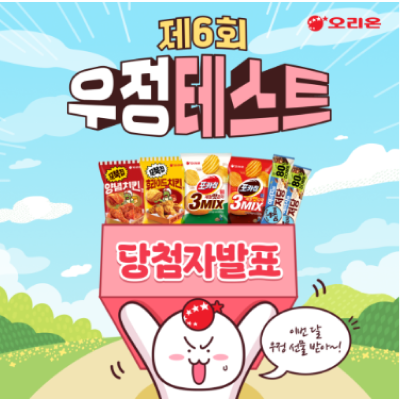 오리온
제6회
우정테스트
양념치킨
후라이드치킨
포카칩
3MIX
포카칩
3MIX
당첨자발표
이번 달
우정 선물 받아~!